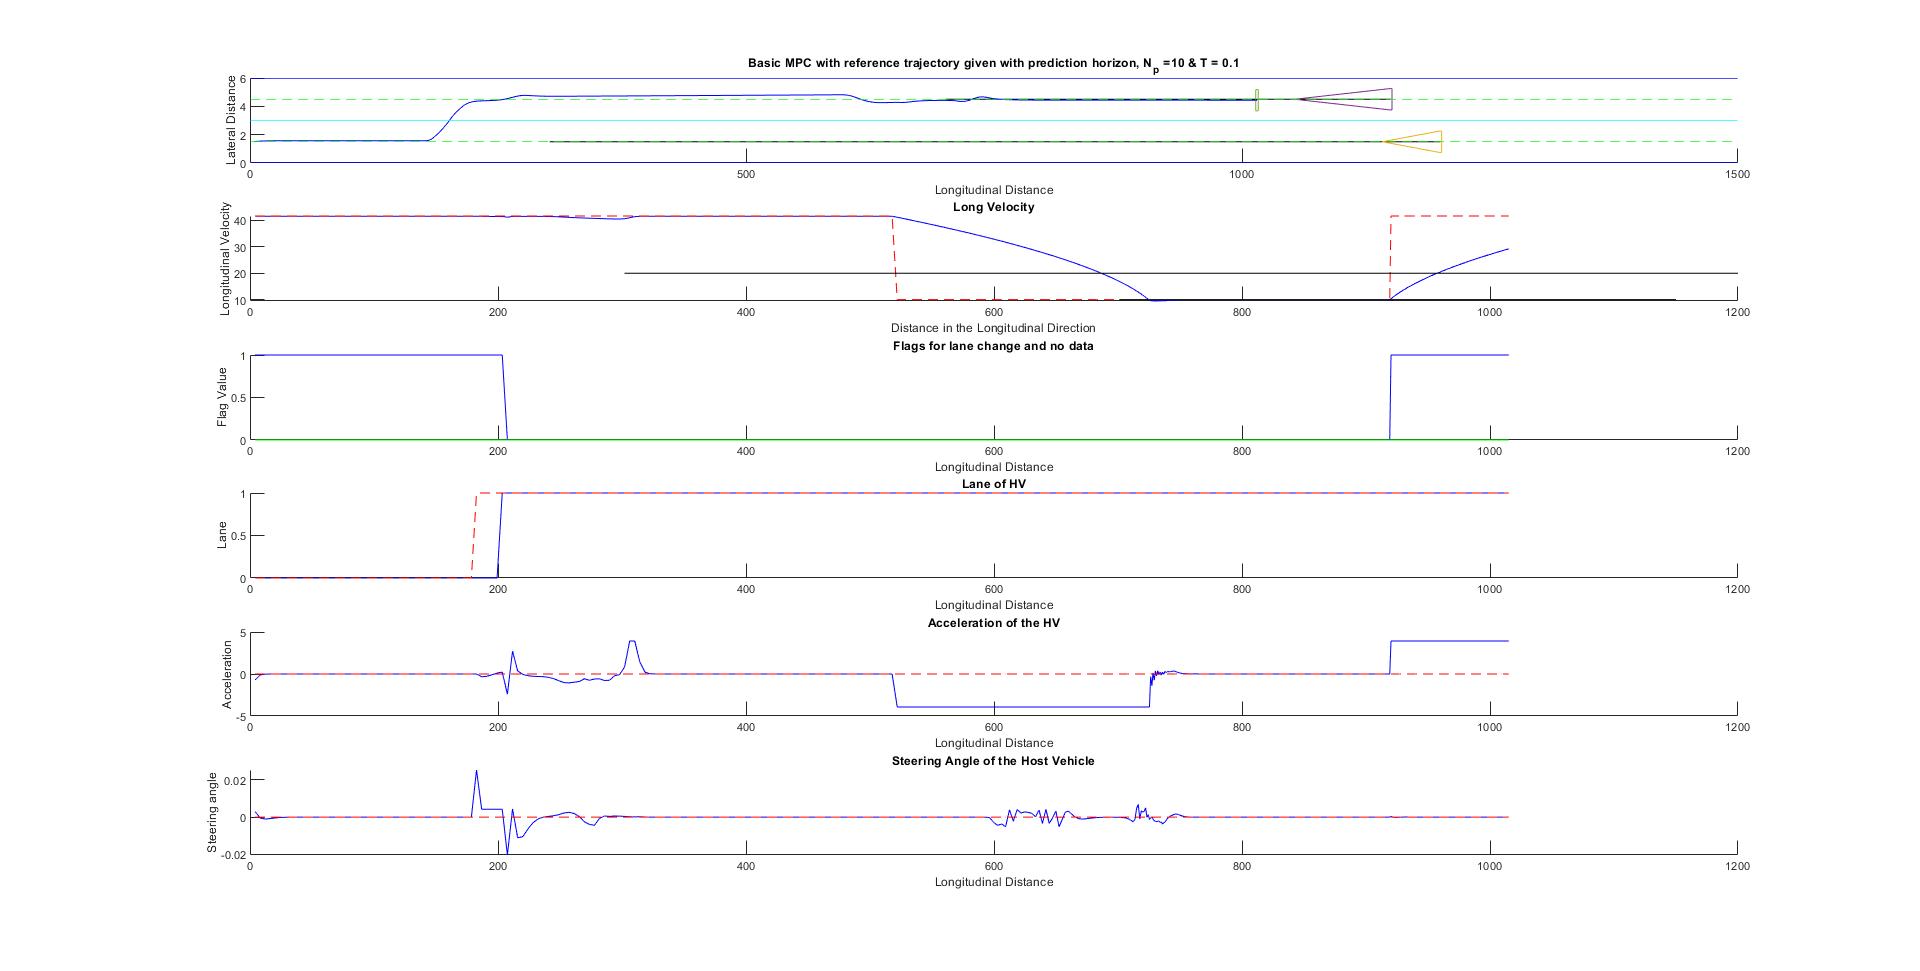 Basic MPC with reference trajectory given with prediction horizon, Np =10 & T = 0.1
Lateral Distance
6
4
2
0
0 500 1000 1500
Longitudinal Distance
Long Velocity
Longitudinal Velocity
40
30
20
10
0 200 400 600 800 1000 1200
Distance in the Longitudinal Direction
Flags for lane change and no data
Flag Value
1
0.5
0
0 200 400 600 800 1000 1200
Longitudinal Distance
Lane of HV
Lane
1
0.5
0
0 200 400 600 800 1000 1200
Longitudinal Distance
Acceleration of the HV
Acceleration
5
0
-5
0 200 400 600 800 1000 1200
Longitudinal Distance
Steering Angle of the Host Vehicle
Steering angle
0.02
0
-0.02
0 200 400 600 800 1000 1200
Longitudinal Distance